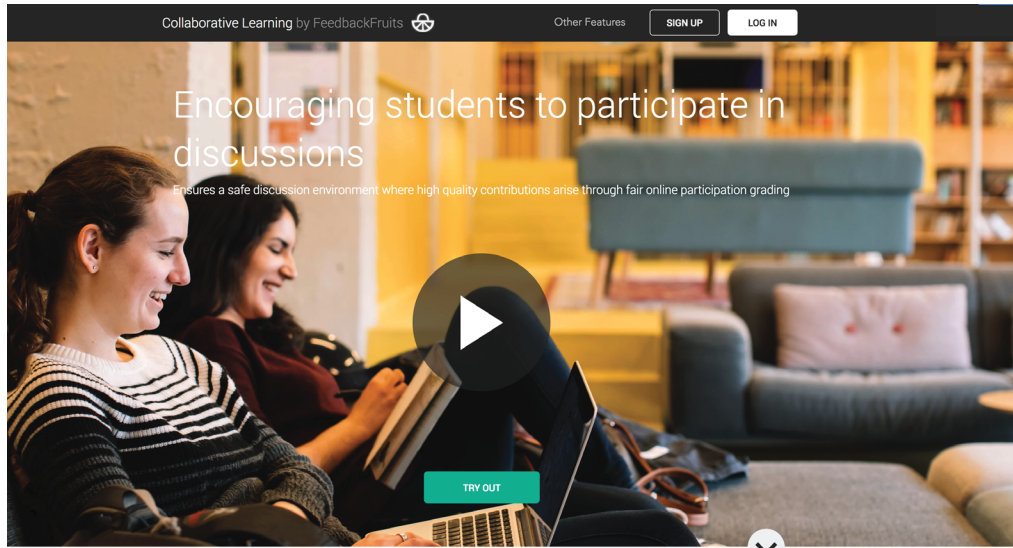 Collaborative Learning by FeedbackFruits
Other Features
SIGN UP
LOG IN
Encouraging students to participate in
discussions
Ensures a safe discussion environment where high quality contributions arise through fair online participation grading
TRY OUT